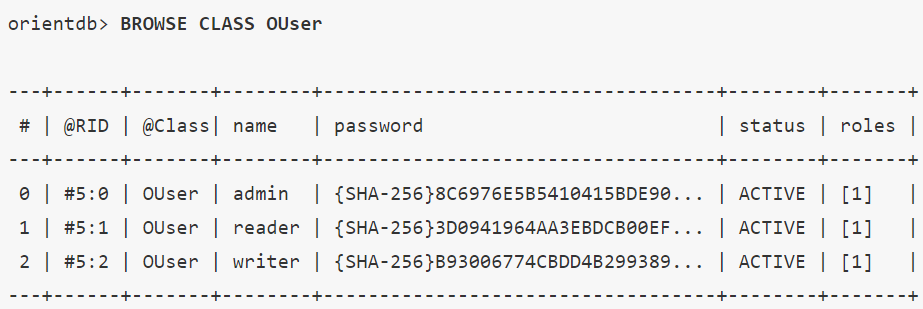 orientdb> BROWSE CLASS OUser
---+------+-------+--------+-----------------------------------+--------+-------+
 # | @RID | @Class| name   | password                          | status | roles |
---+------+-------+--------+-----------------------------------+--------+-------+
 0 | #5:0 | OUser | admin  | {SHA-256}8C6976E5B5410415BDE90... | ACTIVE | [1]   |
 1 | #5:1 | OUser | reader | {SHA-256}3D0941964AA3EBDCB00EF... | ACTIVE | [1]   |
 2 | #5:2 | OUser | writer | {SHA-256}B93006774CBDD4B299389... | ACTIVE | [1]   |
---+------+-------+--------+-----------------------------------+--------+-------+